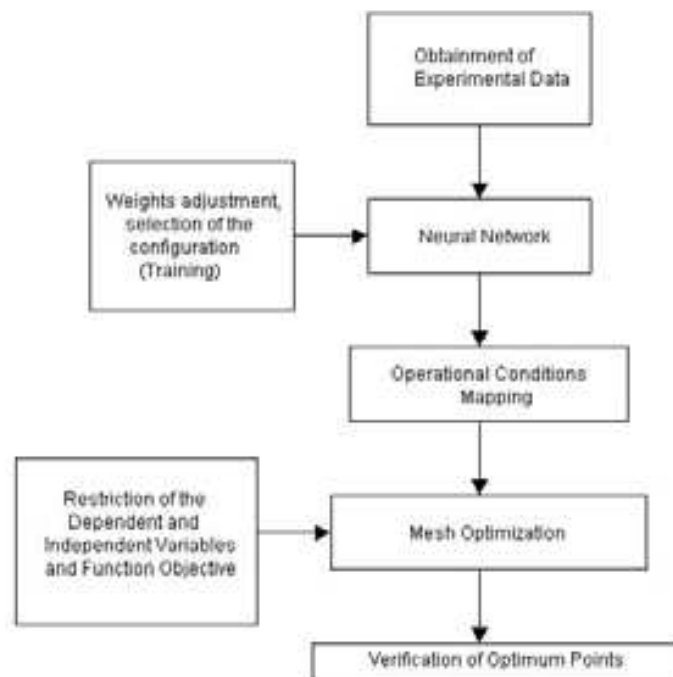 Obtainment of
Experimental Data
Weights adjustment,
selection of the
configuration
(Training)
Neural Network
Operational Conditions
Mapping
Restriction of the
Dependent and
Independent Variables
and Function Objective
Mesh Optimization
Verification of Optimum Points